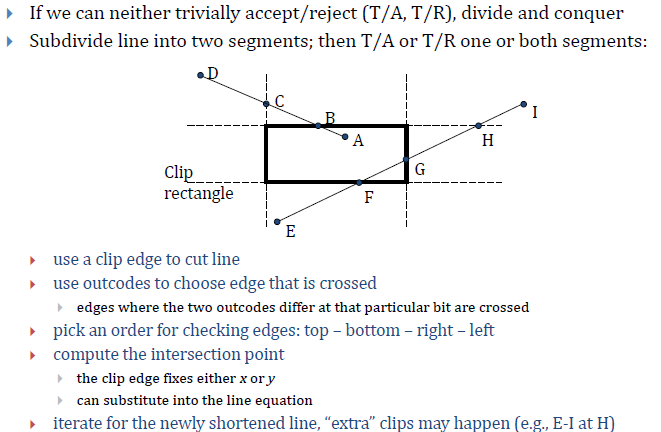 If we can neither trivially accept/reject (T/A, T/R), divide and conquer
Subdivide line into two segments; then T/A or T/R one or both segments:
D
C
B
I
A
H
G
Clip
rectangle
F
E
use a clip edge to cut line
use outcodes to choose edge that is crossed
edges where the two outcodes differ at that particular bit are crossed
pick an order for checking edges: top – bottom – right – left
compute the intersection point
the clip edge fixes either x or y
can substitute into the line equation
iterate for the newly shortened line, “extra” clips may happen (e.g., E-I at H)